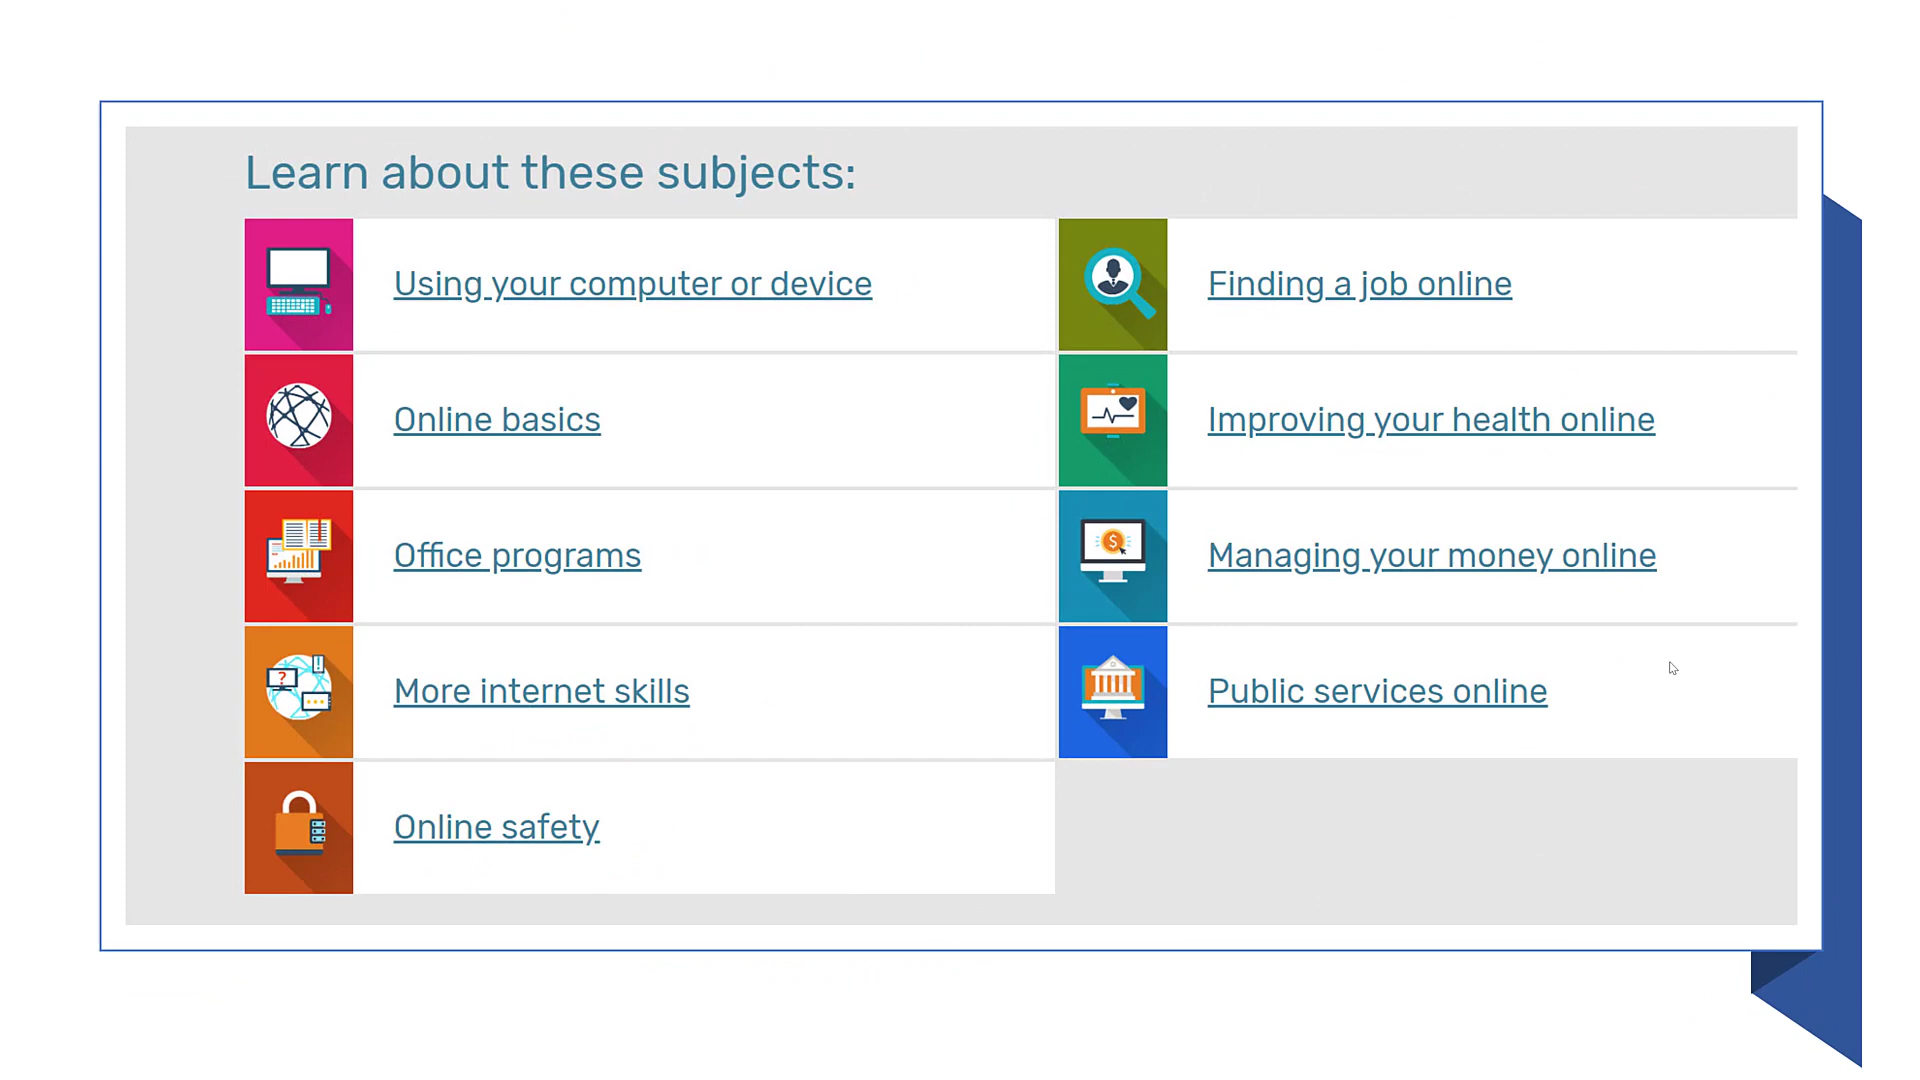 Learn about these subjects:
Using your computer or device
Online basics
Office programs
More internet skills
Online safety
Finding a job online
Improving your health online
Managing your money online
Public services online